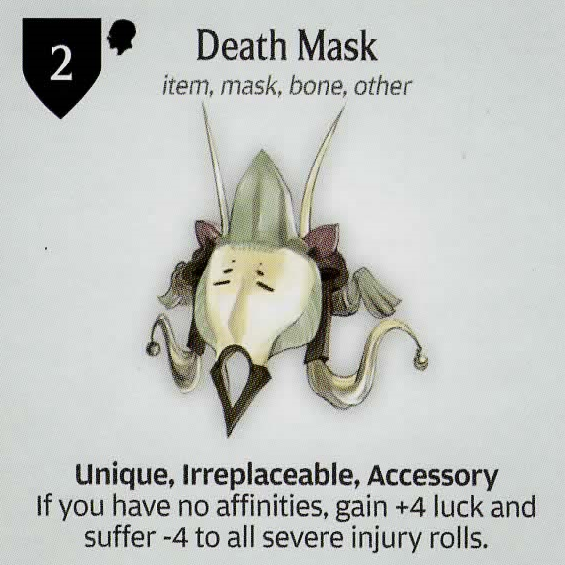 2
Death Mask
item, mask, bone, other
Unique, Irreplaceable, Accessory
If you have no affinities, gain +4 luck and
suffer -4 to all severe injury rolls.